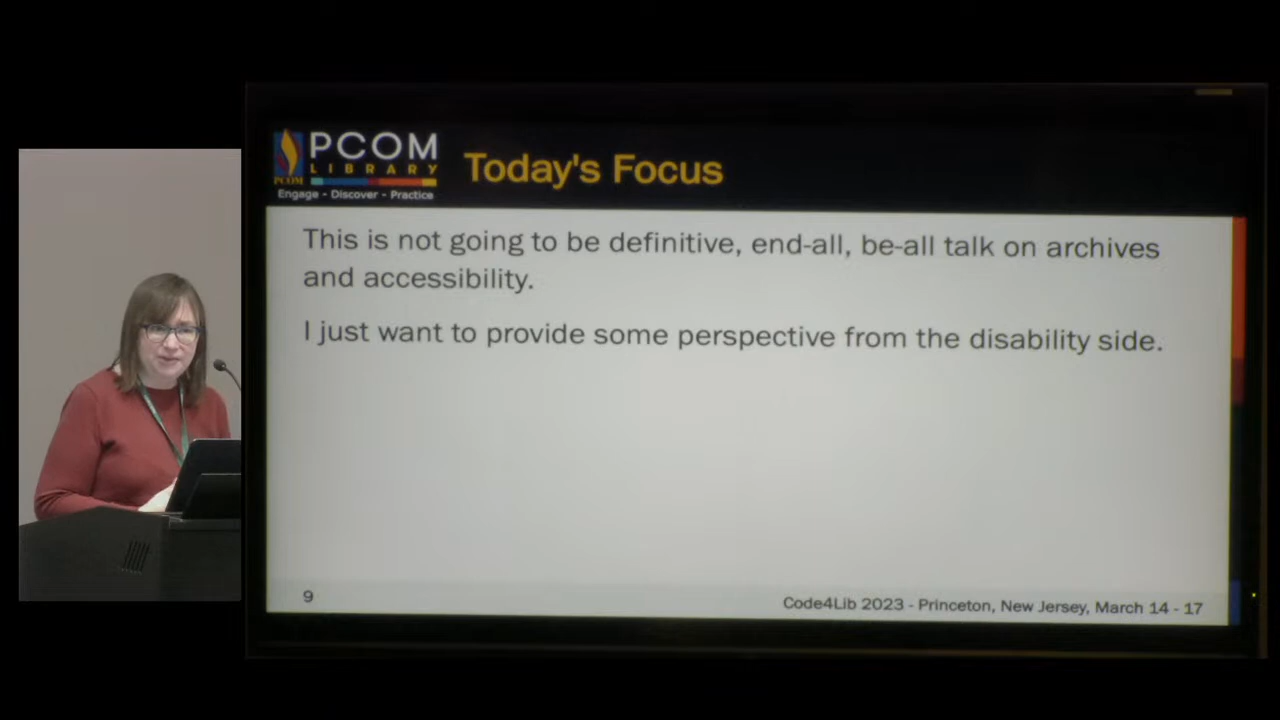 PCOM
LIBRARY
PCOM
Engage - Discover - Practice
Today's Focus
This is not going to be definitive, end-all, be-all talk on archives
and accessibility.
I just want to provide some perspective from the disability side.
9
Code4Lib 2023 - Princeton, New Jersey, March 14 - 17